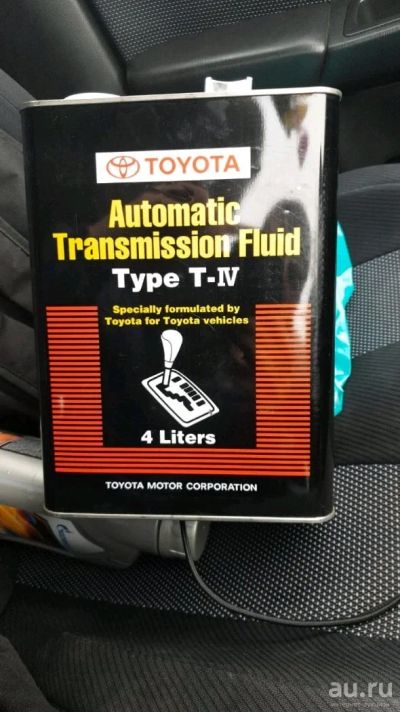 TOYOTA
Automatic
Transmission Fluid
Type T-IV
Specially formulated by
Toyota for Toyota vehicles
4 Liters
TOYOTA MOTOR CORPORATION
au.ru